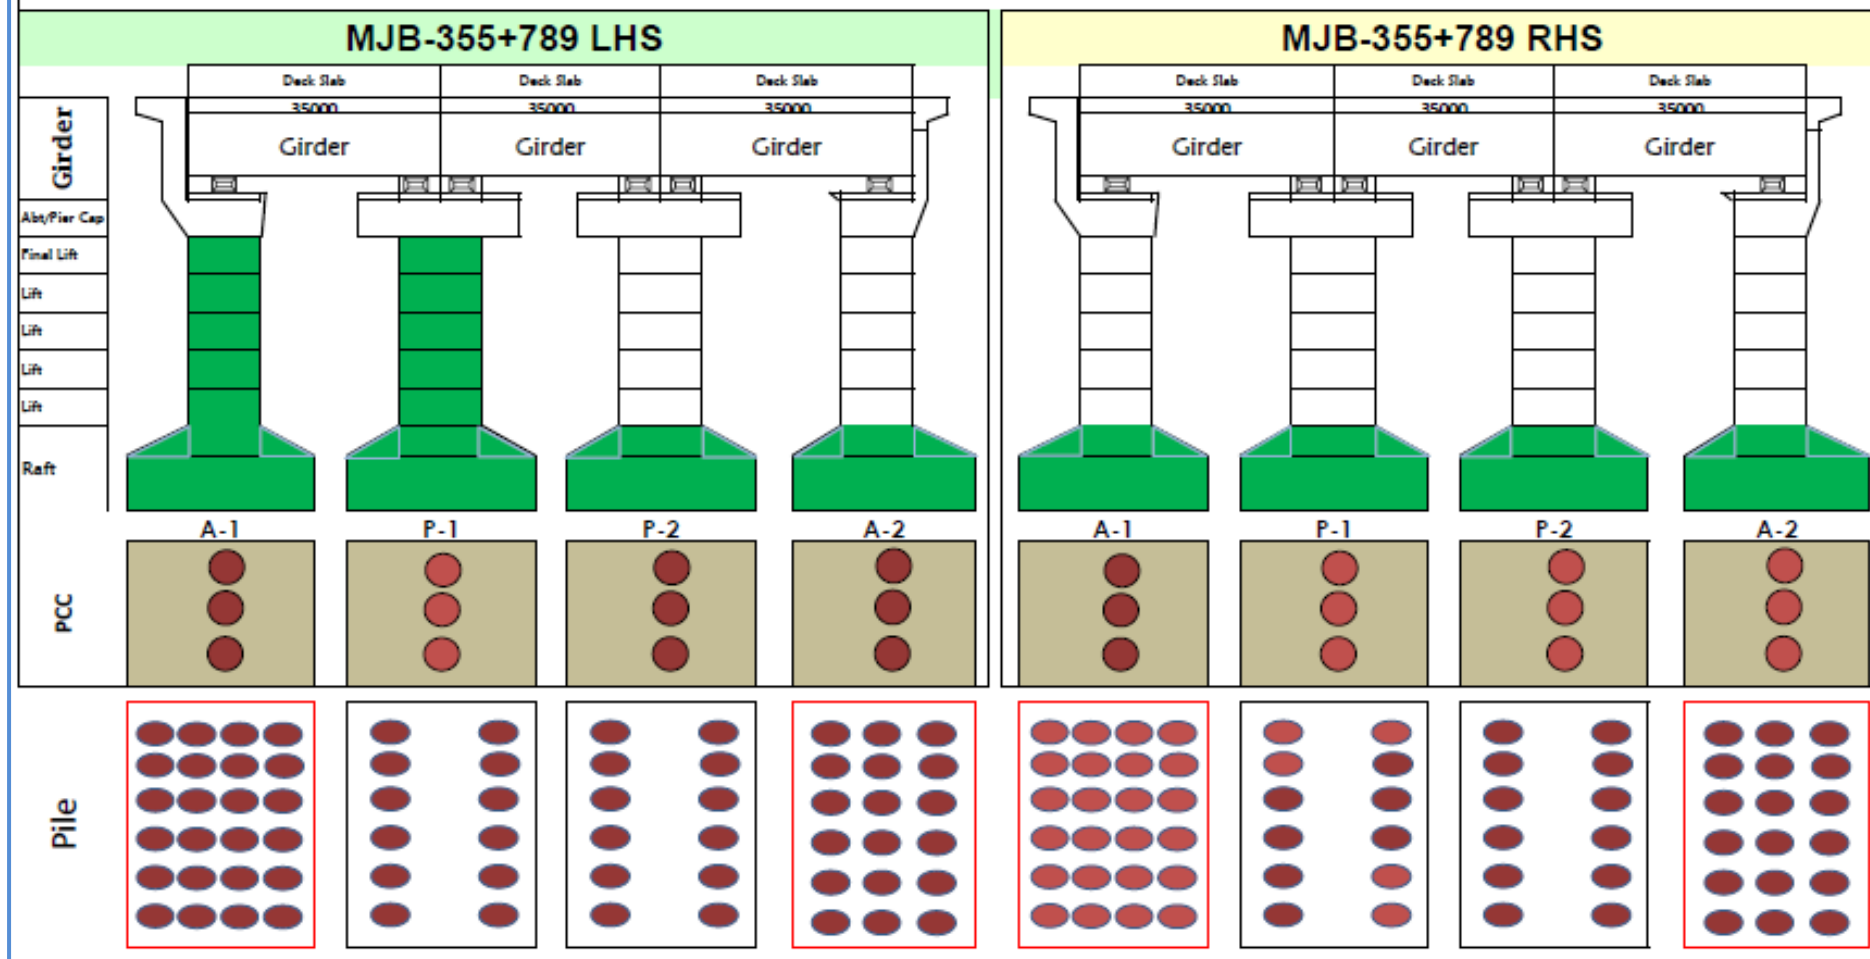 MJB-355+789 LHS
MJB-355+789 RHS
Deck Slab Deck Slab Deck Slab
Deck Slab Deck Slab Deck Slab
35000 35000 35000
35000 35000 35000
Girder
Girder Girder Girder
Girder Girder Girder
Abt/Pier Cap
Final Lift
Lift
Lift
Lift
Lift
Raft
A-1 P-1 P-2 A-2
A-1 P-1 P-2 A-2
PCC
Pile